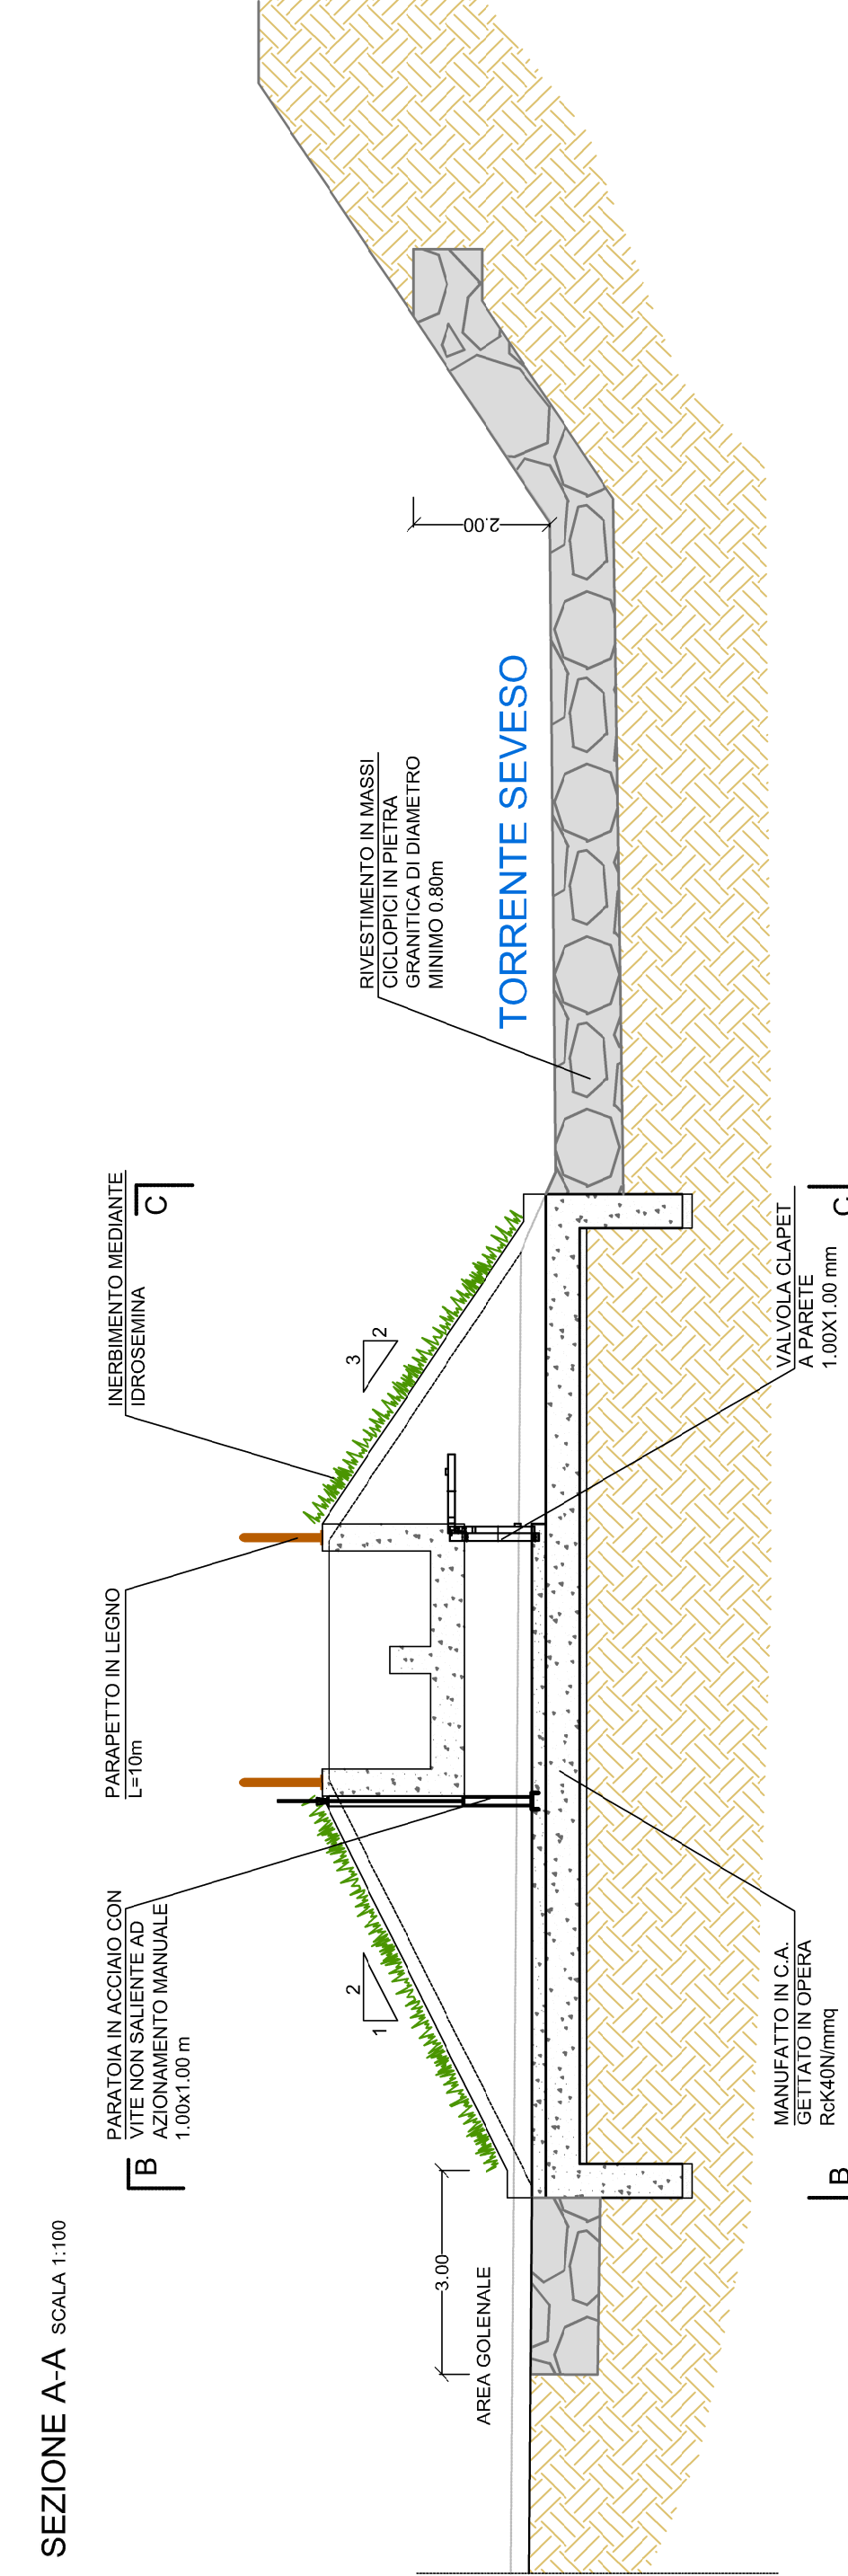 SEZIONE A-A SCALA 1:100
B
PARATOIA IN ACCIAIO CON
VITE NON SALIENTE AD
AZIONAMENTO MANUALE
1.00x1.00 m
PARAPETTO IN LEGNO
L=10m
INERBIMENTO MEDIANTE
IDROSEMINA
C
1
2
3
2
RIVESTIMENTO IN MASSI
CICLOPICI IN PIETRA
GRANITICA DI DIAMETRO
MINIMO 0.80m
3.00
AREA GOLENALE
TORRENTE SEVESO
2.00
MANUFATTO IN C.A.
GETTATO IN OPERA
RcK40N/mmq
VALVOLA CLAPET
A PARETE
1.00X1.00 mm
B
C